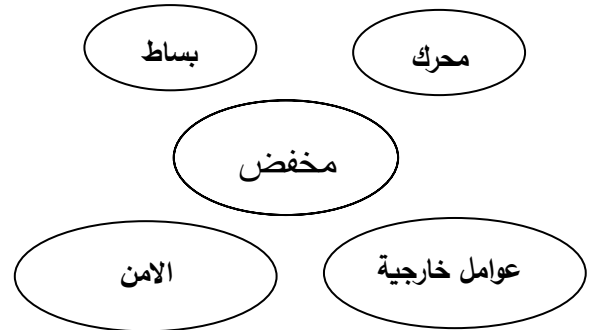 محرك
بساط
مخفض
عوامل خارجية
الامن